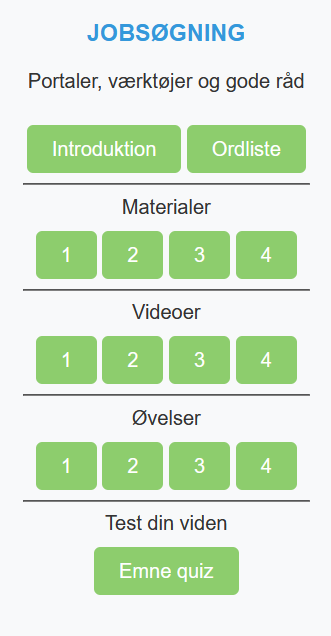 JOBSØGNING
Portaler, værktøjer og gode råd
Introduktion Ordliste
Materialer
1 2 3 4
Videoer
1 2 3 4
Øvelser
1 2 3 4
Test din viden
Emne quiz